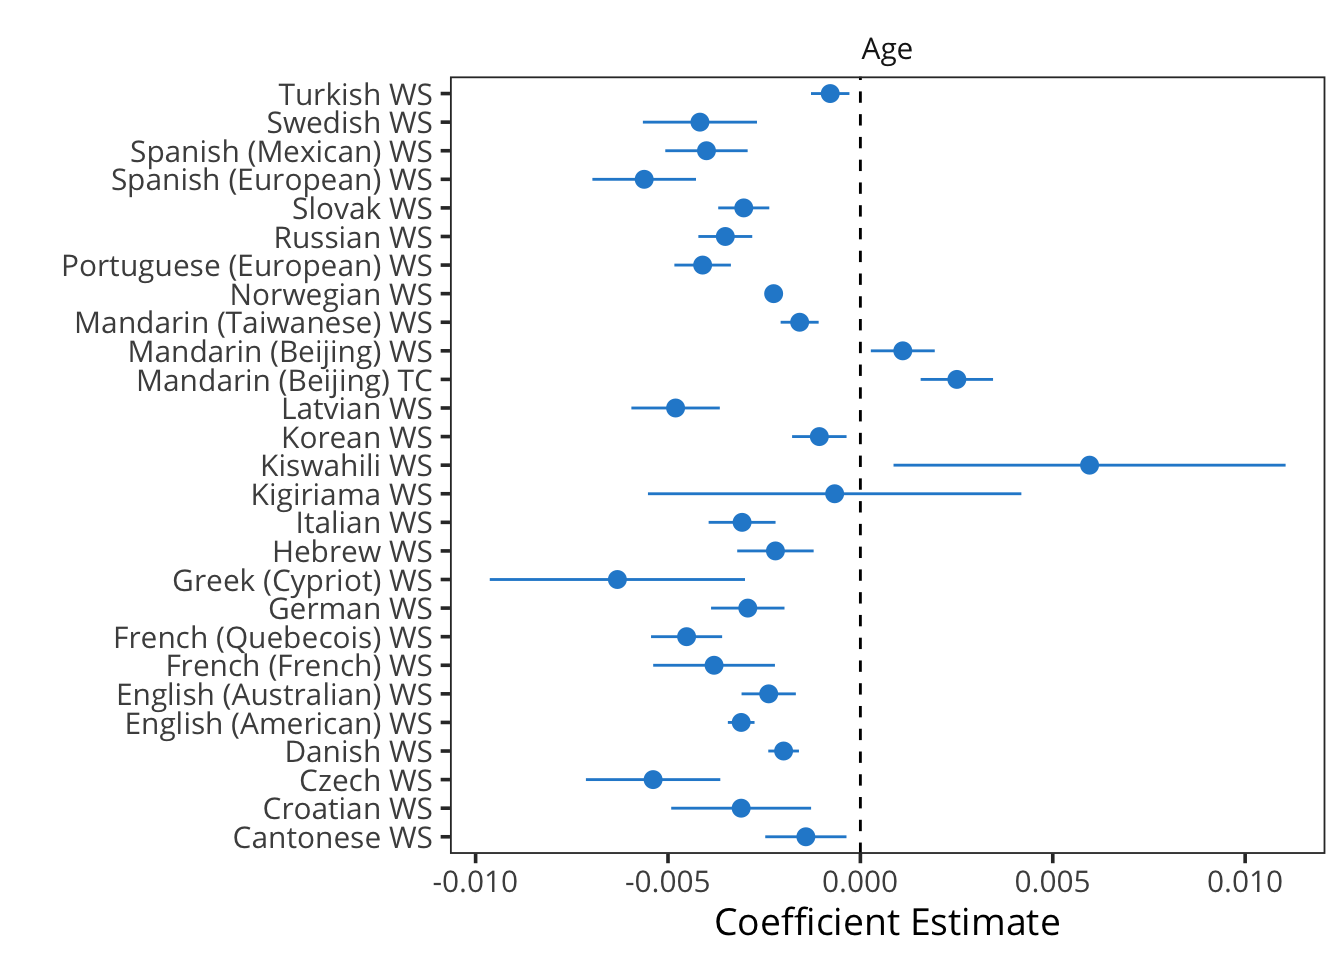 Age
Turkish WS
Swedish WS
Spanish (Mexican) WS
Spanish (European) WS
Slovak WS
Russian WS
Portuguese (European) WS
Norwegian WS
Mandarin (Taiwanese) WS
Mandarin (Beijing) WS
Mandarin (Beijing) TC
Latvian WS
Korean WS
Kiswahili WS
Kigiriama WS
Italian WS
Hebrew WS
Greek (Cypriot) WS
German WS
French (Quebecois) WS
French (French) WS
English (Australian) WS
English (American) WS
Danish WS
Czech WS
Croatian WS
Cantonese WS
-0.010 -0.005 0.000 0.005 0.010
Coefficient Estimate